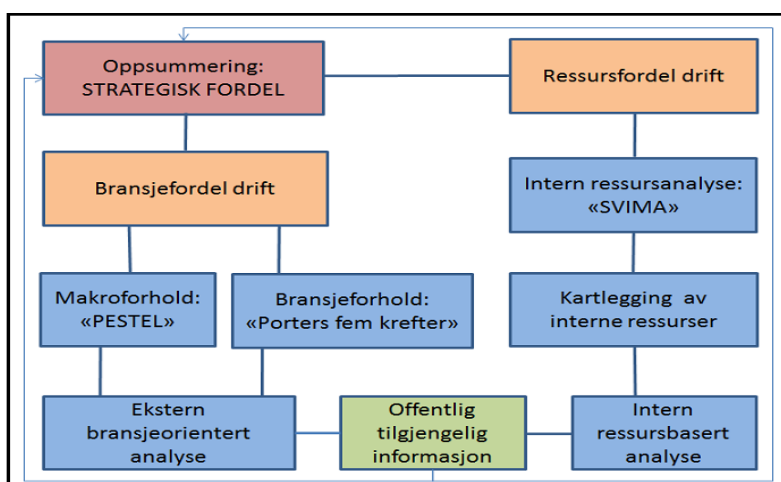 Oppsummering:
STRATEGISK FORDEL
Ressursfordel drift
Bransjefordel drift
Intern ressursanalyse:
«SVIMA»
Makroforhold:
«PESTEL»
Bransjeforhold:
«Porters fem krefter»
Kartlegging av
interne ressurser
Ekstern
bransjeorientert
analyse
Offentlig
tilgjengelig
informasjon
Intern
ressursbasert
analyse